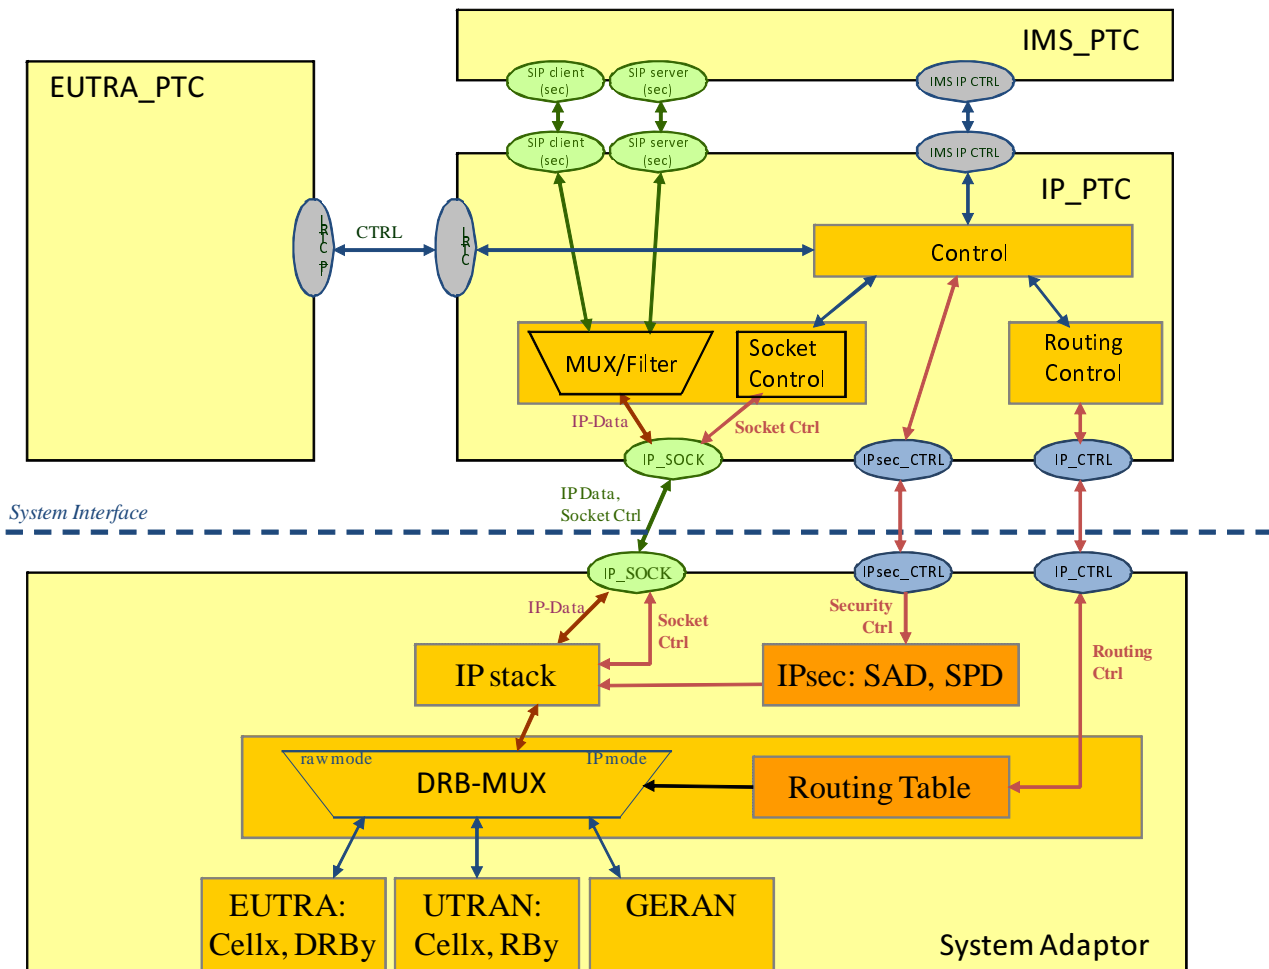 IMS_PTC
EUTRA_PTC
SIP client
(sec)
SIP server
(sec)
IMS IP CTRL
SIP client
(sec)
SIP server
(sec)
IMS IP CTRL
IP_PTC
CTRL
Control
MUX/Filter
Socket
Control
Routing
Control
IP-Data
Socket Ctrl
IP_SOCK
IPsec_CTRL
IP_CTRL
IP Data,
Socket Ctrl
System Interface
IP_SOCK
IPsec_CTRL
IP_CTRL
IP-Data
Socket
Ctrl
Security
Ctrl
Routing
Ctrl
IP stack
IPsec: SAD, SPD
raw mode
IP mode
DRB-MUX
Routing Table
EUTRA:
Cellx, DRBy
UTRAN:
Cellx, RBy
GERAN
System Adaptor